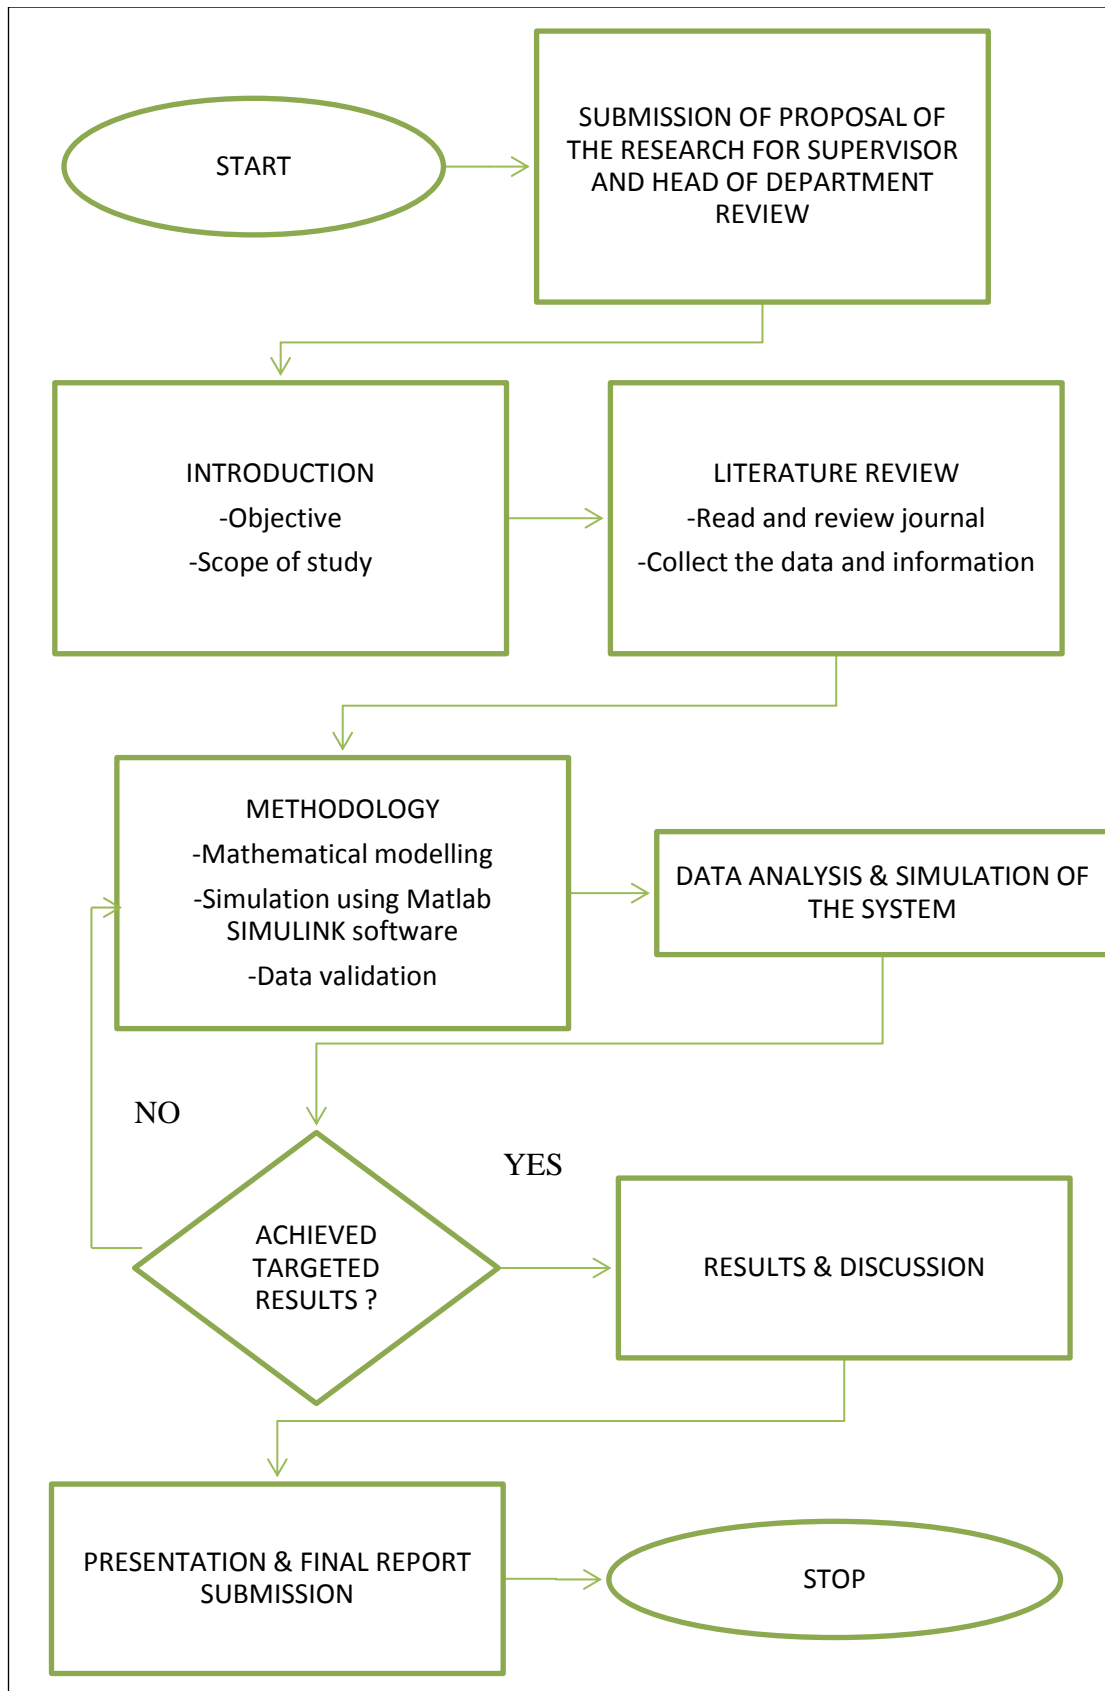 START
SUBMISSION OF PROPOSAL OF
THE RESEARCH FOR SUPERVISOR
AND HEAD OF DEPARTMENT
REVIEW
INTRODUCTION
-Objective
-Scope of study
LITERATURE REVIEW
-Read and review journal
-Collect the data and information
METHODOLOGY
-Mathematical modelling
-Simulation using Matlab
SIMULINK software
-Data validation
DATA ANALYSIS & SIMULATION OF
THE SYSTEM
NO
YES
ACHIEVED
TARGETED
RESULTS ?
RESULTS & DISCUSSION
PRESENTATION & FINAL REPORT
SUBMISSION
STOP